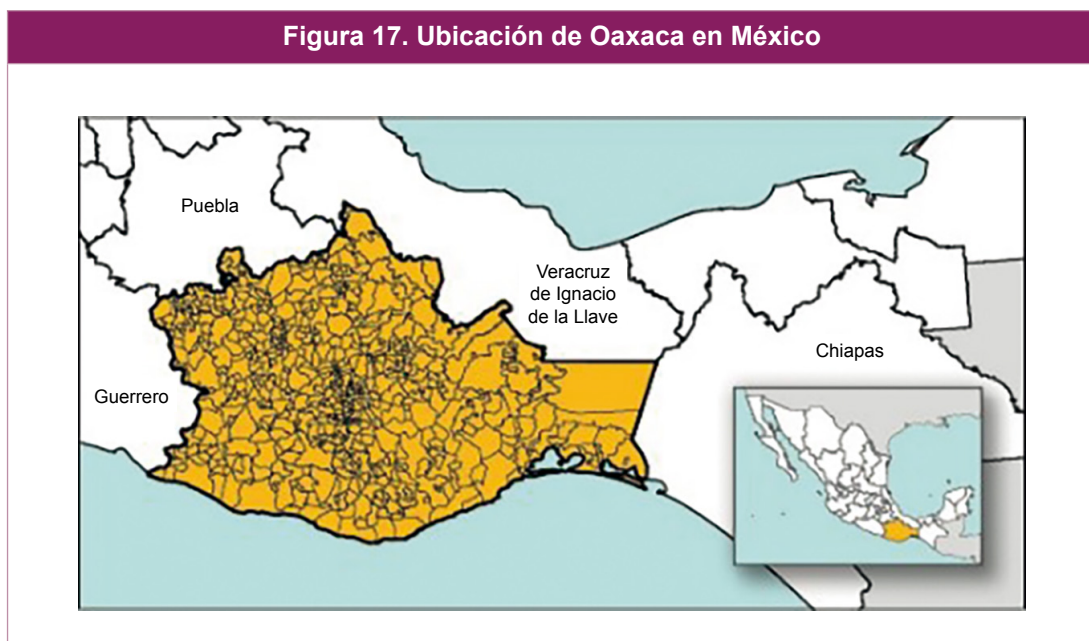 Figura 17. Ubicación de Oaxaca en México
Puebla
Veracruz
de Ignacio
de la Llave
Chiapas
Guerrero